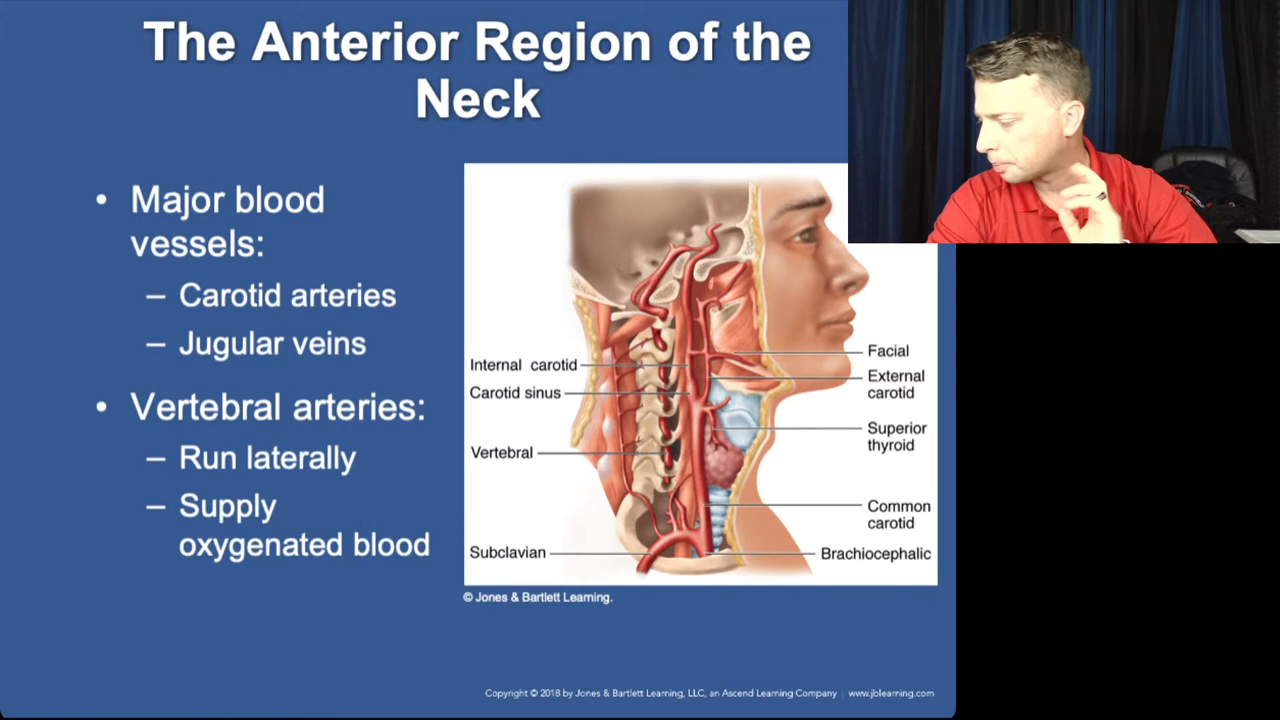 The Anterior Region of the
Neck
• Major blood
vessels:
– Carotid arteries
– Jugular veins
• Vertebral arteries:
– Run laterally
– Supply
oxygenated blood
Internal carotid
Carotid sinus
Vertebral
Subclavian
Facial
External
carotid
Superior
thyroid
Common
carotid
Brachiocephalic
© Jones & Bartlett Learning.
Copyright © 2018 by Jones & Bartlett Learning, LLC, an Ascend Learning Company | www.jblearning.com